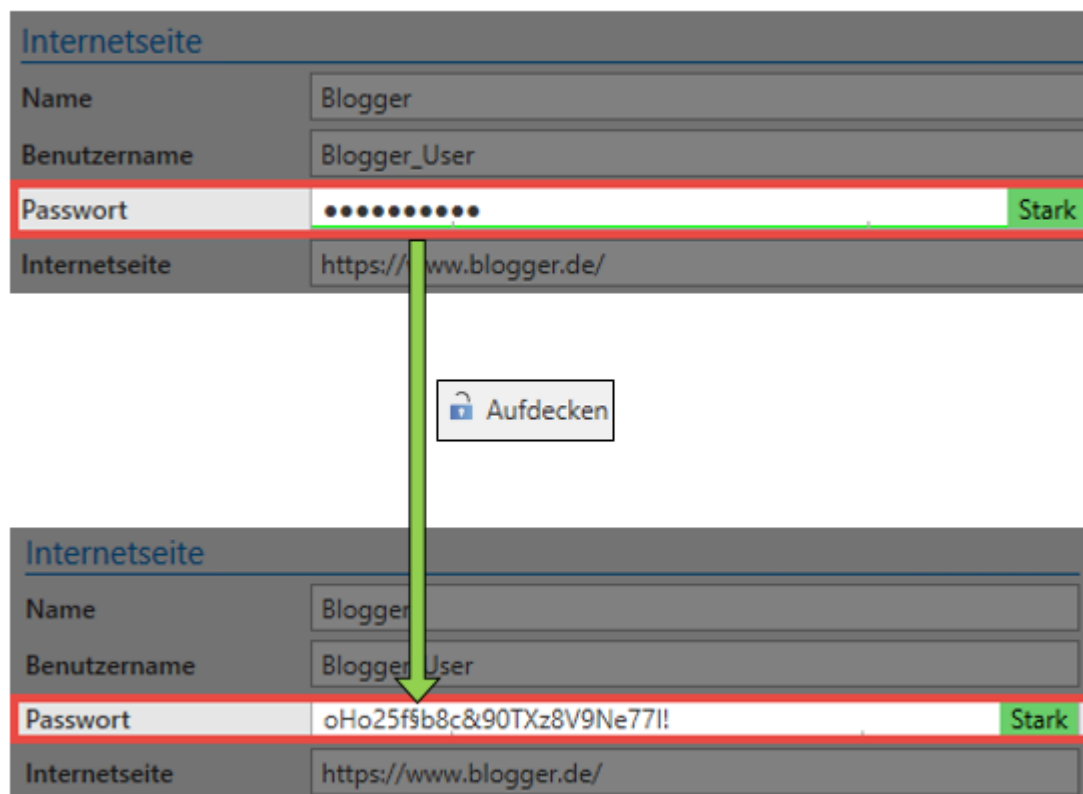 Internetseite
Name Blogger
Benutzername Blogger_User
Passwort ●●●●●●●●●● Stark
Internetseite https://www.blogger.de/
Aufdecken
Internetseite
Name Blogger
Benutzername Blogger_User
Passwort oHo25f§b8c&90TXz8V9Ne77I! Stark
Internetseite https://www.blogger.de/